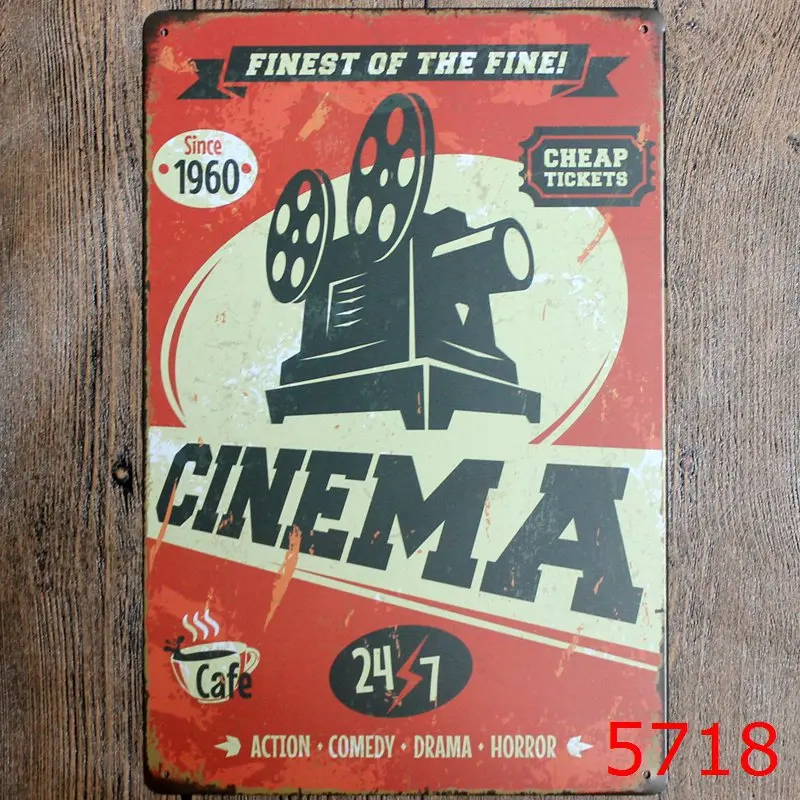 FINEST OF THE FINE!
Since
1960
CHEAP
TICKETS
CINEMA
Cafe
24 7
ACTION • COMEDY • DRAMA • HORROR
5718